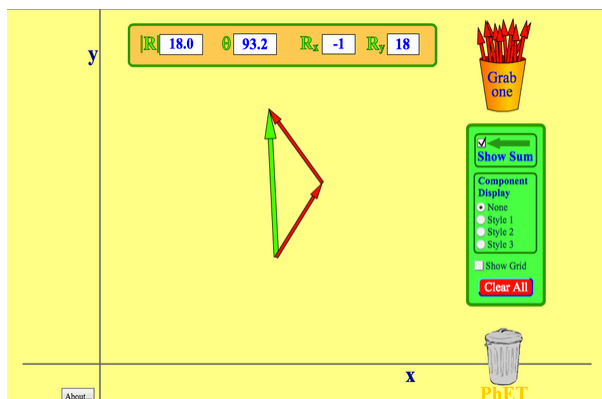 |R| 18.0 θ 93.2 Rx -1 Ry 18
y
Grab
one
Show Sum
Component
Display
None
Style 1
Style 2
Style 3
Show Grid
Clear All
x
PhET
About...